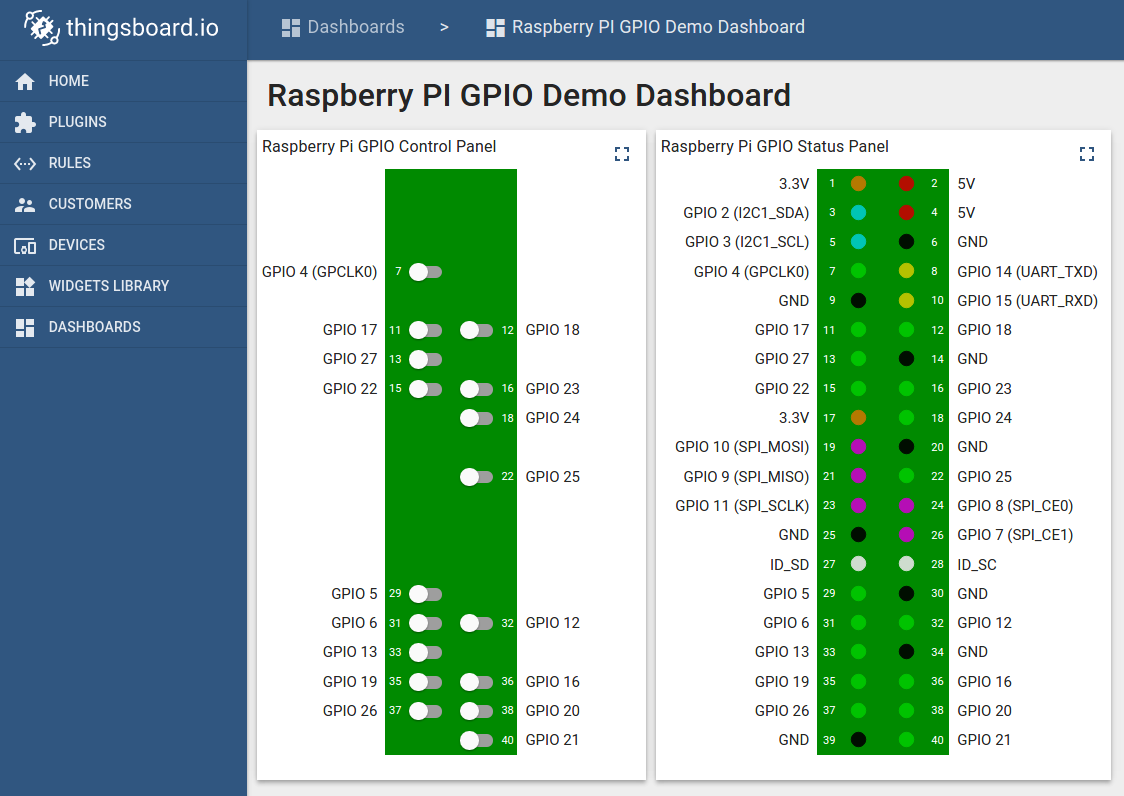 thingsboard.io
Dashboards > Raspberry PI GPIO Demo Dashboard
HOME
PLUGINS
RULES
CUSTOMERS
DEVICES
WIDGETS LIBRARY
DASHBOARDS
Raspberry PI GPIO Demo Dashboard
Raspberry Pi GPIO Control Panel
GPIO 4 (GPCLK0) 7
GPIO 17 11 12 GPIO 18
GPIO 27 13
GPIO 22 15 16 GPIO 23
18 GPIO 24
22 GPIO 25
GPIO 5 29
GPIO 6 31 32 GPIO 12
GPIO 13 33
GPIO 19 35 36 GPIO 16
GPIO 26 37 38 GPIO 20
40 GPIO 21
Raspberry Pi GPIO Status Panel
3.3V 1 2 5V
GPIO 2 (I2C1_SDA) 3 4 5V
GPIO 3 (I2C1_SCL) 5 6 GND
GPIO 4 (GPCLK0) 7 8 GPIO 14 (UART_TXD)
GND 9 10 GPIO 15 (UART_RXD)
GPIO 17 11 12 GPIO 18
GPIO 27 13 14 GND
GPIO 22 15 16 GPIO 23
3.3V 17 18 GPIO 24
GPIO 10 (SPI_MOSI) 19 20 GND
GPIO 9 (SPI_MISO) 21 22 GPIO 25
GPIO 11 (SPI_SCLK) 23 24 GPIO 8 (SPI_CE0)
GND 25 26 GPIO 7 (SPI_CE1)
ID_SD 27 28 ID_SC
GPIO 5 29 30 GND
GPIO 6 31 32 GPIO 12
GPIO 13 33 34 GND
GPIO 19 35 36 GPIO 16
GPIO 26 37 38 GPIO 20
GND 39 40 GPIO 21